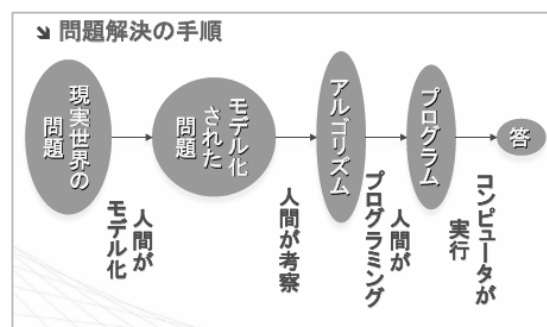 ➘ 問題解決の手順
現実世界の
問題
モデル化
された
問題
アルゴリズム
プログラム
答
人間が
モデル化
人間が考察
人間が
プログラミング
コンピュータが
実行